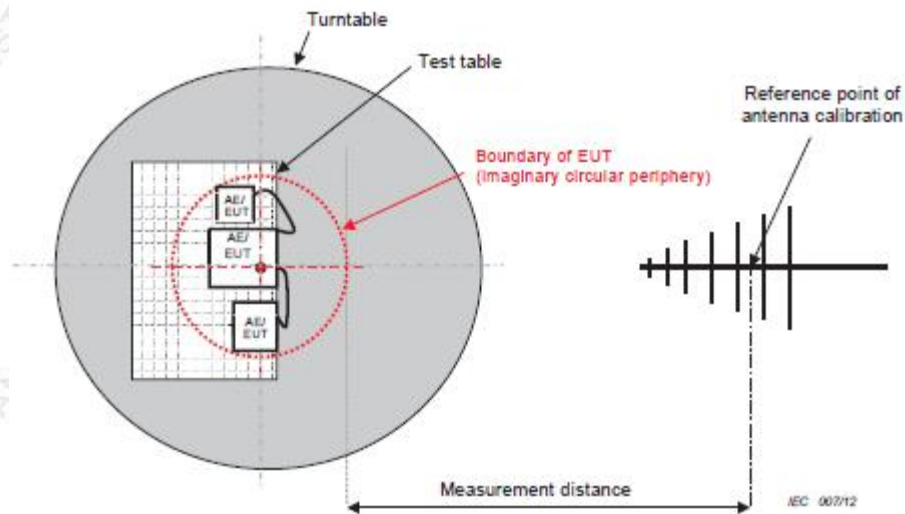 Turntable
Test table
Reference point of
antenna calibration
Boundary of EUT
(imaginary circular periphery)
AE/
EUT
AE/
EUT
AE/
EUT
Measurement distance
IEC 007/12